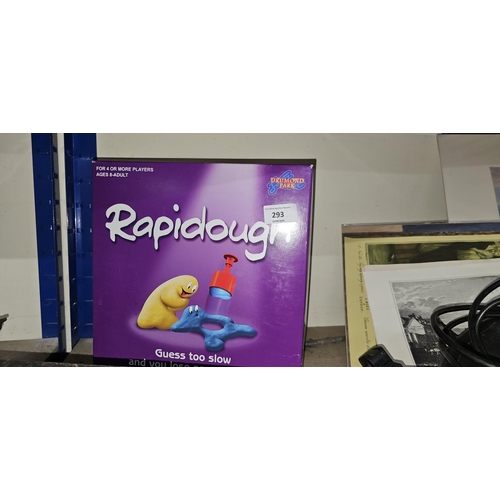 FOR 4 OR MORE PLAYERS
AGES 8-ADULT
DRUMOND
PARK
293
Rapidough
Guess too slow
and you lose